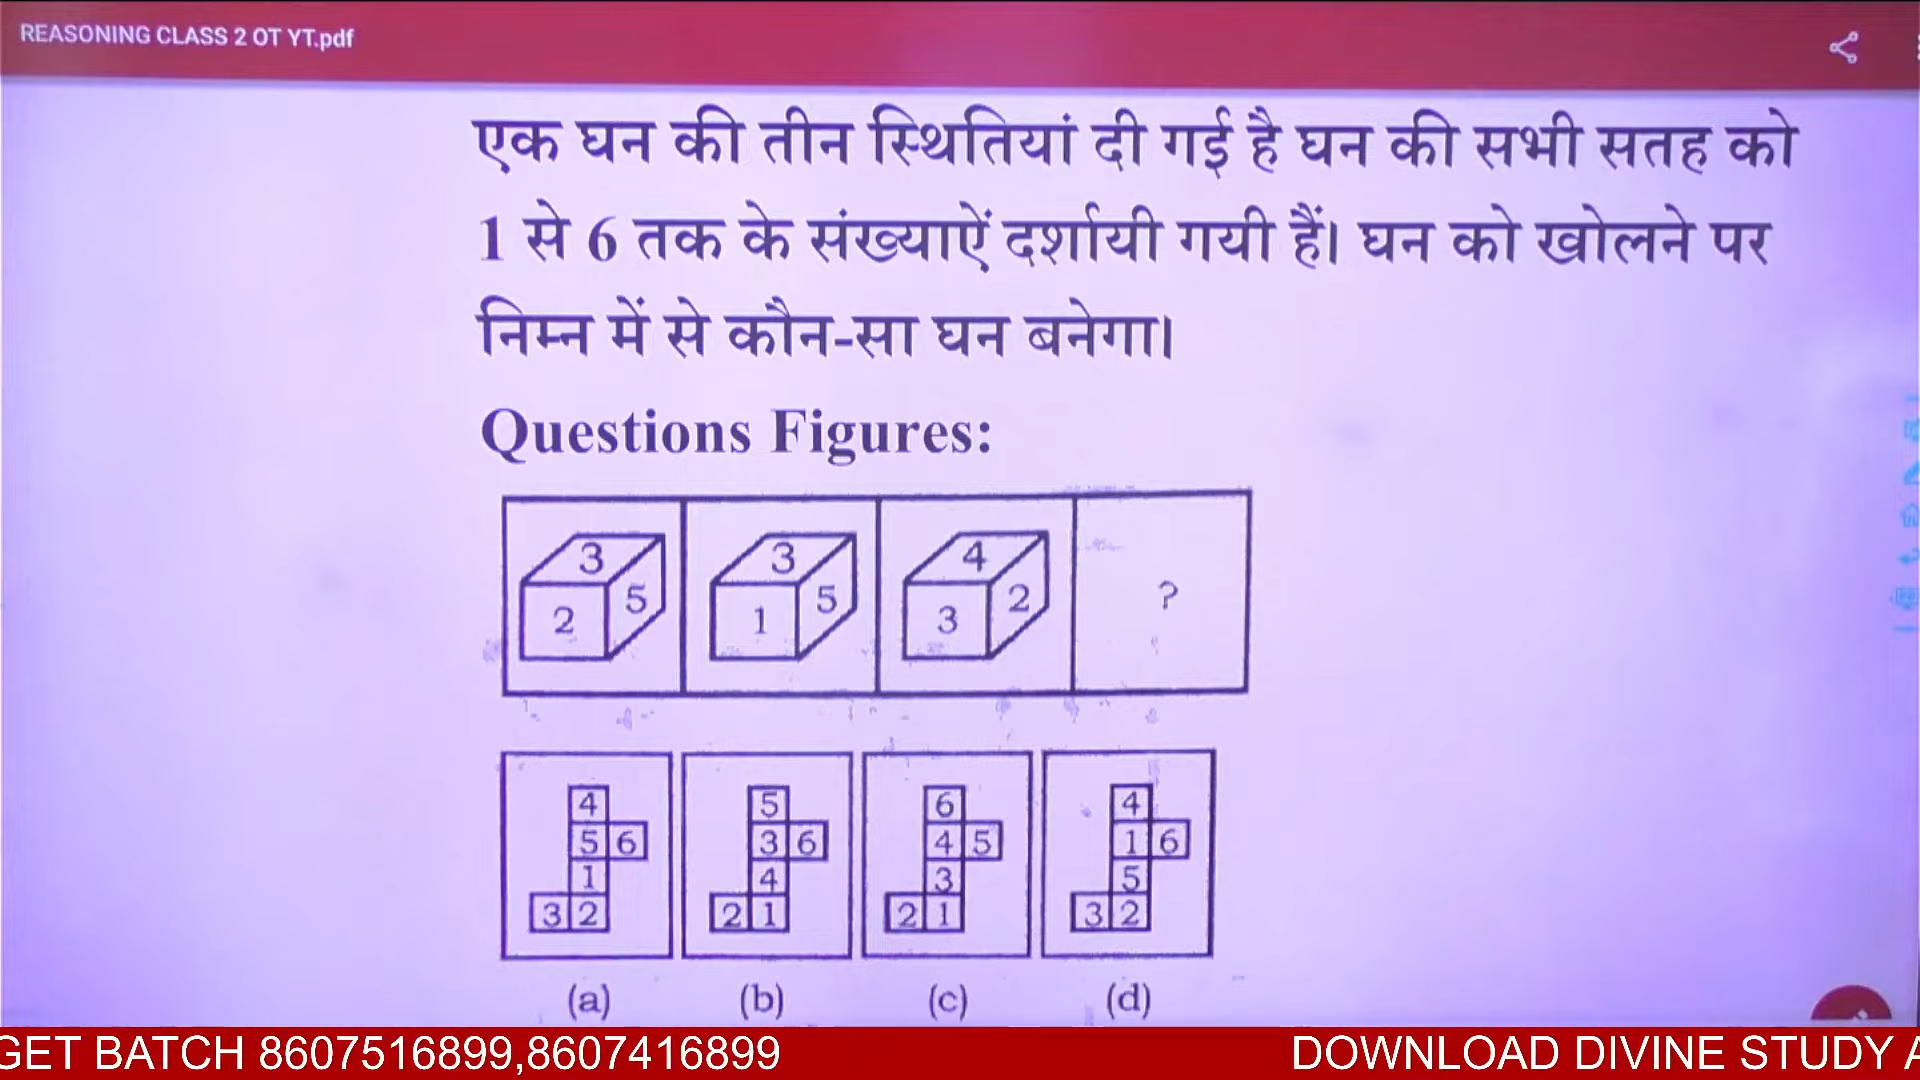 REASONING CLASS 2 OT YT.pdf
एक घन की तीन स्थितियां दी गई है घन की सभी सतह को
1 से 6 तक के संख्याऐं दर्शायी गयी हैं। घन को खोलने पर
निम्न में से कौन-सा घन बनेगा।
Questions Figures:
3 3 4
2 5 1 5 3 2 ?
4 5 6 4
5 6 3 6 4 5 1 6
1 4 3 5
3 2 2 1 2 1 3 2
(a) (b) (c) (d)
GET BATCH 8607516899,8607416899 DOWNLOAD DIVINE STUDY